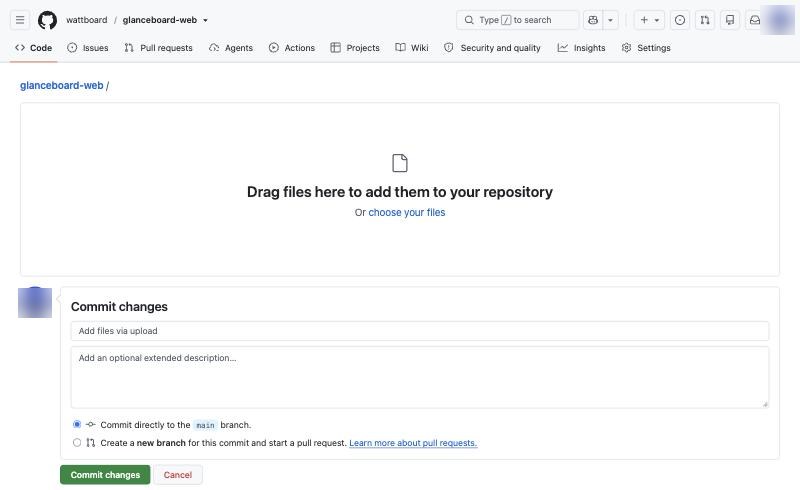 wattboard / glanceboard-web
Type / to search
Code Issues Pull requests Agents Actions Projects Wiki Security and quality Insights Settings
glanceboard-web /
Drag files here to add them to your repository
Or choose your files
Commit changes
Add files via upload
Add an optional extended description...
Commit directly to the main branch.
Create a new branch for this commit and start a pull request. Learn more about pull requests.
Commit changes Cancel